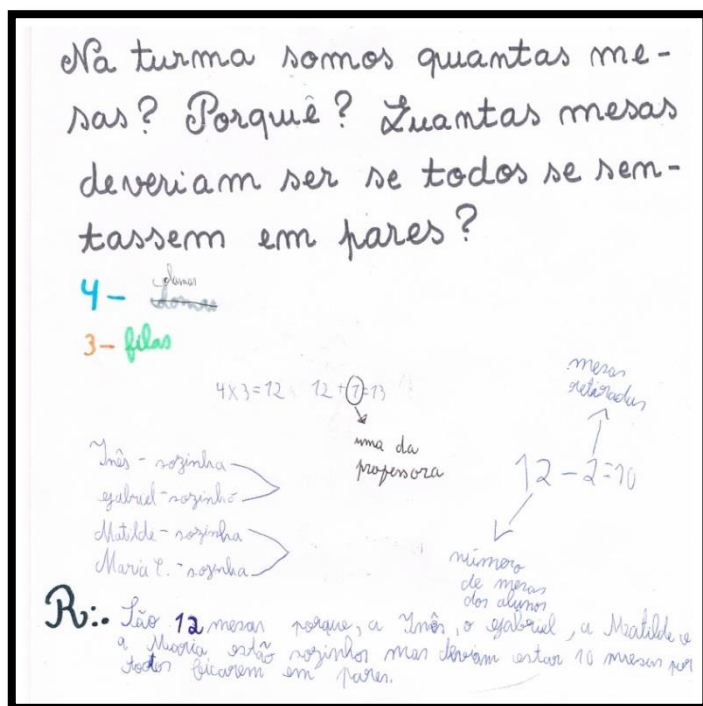 Na turma somos quantas me-
sas? Porquê? Quantas mesas
deveriam ser se todos se sen-
tassem em pares?
4 -
3 - filas
4x3=12 12+1=13
uma da
professora
mesas
retiradas
12-2=10
número
de mesas
dos alunos
Inês - sozinha
Gabriel - sozinho
Matilde - sozinha
Maria C. - sozinha
R:. São 12 mesas porque, a Inês, o Gabriel, a Matilde e
a Maria estão sozinhos mas deviam estar 10 mesas por
todos ficarem em pares.